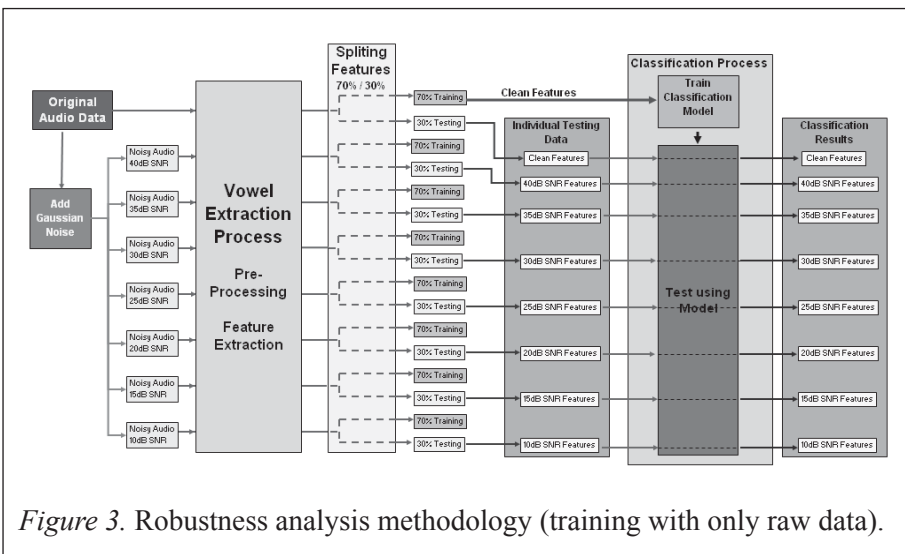 Spliting
Features
70% / 30%
Classification Process
Original
Audio Data
Add
Gaussian
Noise
Noisy Audio
40dB SNR
Noisy Audio
35dB SNR
Noisy Audio
30dB SNR
Noisy Audio
25dB SNR
Noisy Audio
20dB SNR
Noisy Audio
15dB SNR
Noisy Audio
10dB SNR
Vowel
Extraction
Process
Pre-
Processing
Feature
Extraction
70% Training
30% Testing
70% Training
30% Testing
70% Training
30% Testing
70% Training
30% Testing
70% Training
30% Testing
70% Training
30% Testing
70% Training
30% Testing
70% Training
30% Testing
Clean Features
Individual Testing
Data
Clean Features
40dB SNR Features
35dB SNR Features
30dB SNR Features
25dB SNR Features
20dB SNR Features
15dB SNR Features
10dB SNR Features
Train
Classification
Model
Test using
Model
Classification
Results
Clean Features
40dB SNR Features
35dB SNR Features
30dB SNR Features
25dB SNR Features
20dB SNR Features
15dB SNR Features
10dB SNR Features
Figure 3. Robustness analysis methodology (training with only raw data).